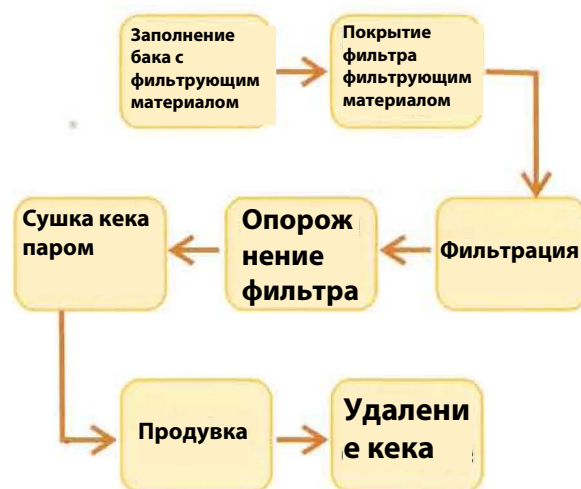 Заполнение
бака с
фильтрующим
материалом
Покрытие
фильтра
фильтрующим
материалом
Фильтрация
Опорож
нение
фильтра
Сушка кека
паром
Продувка
Удалени
е кека